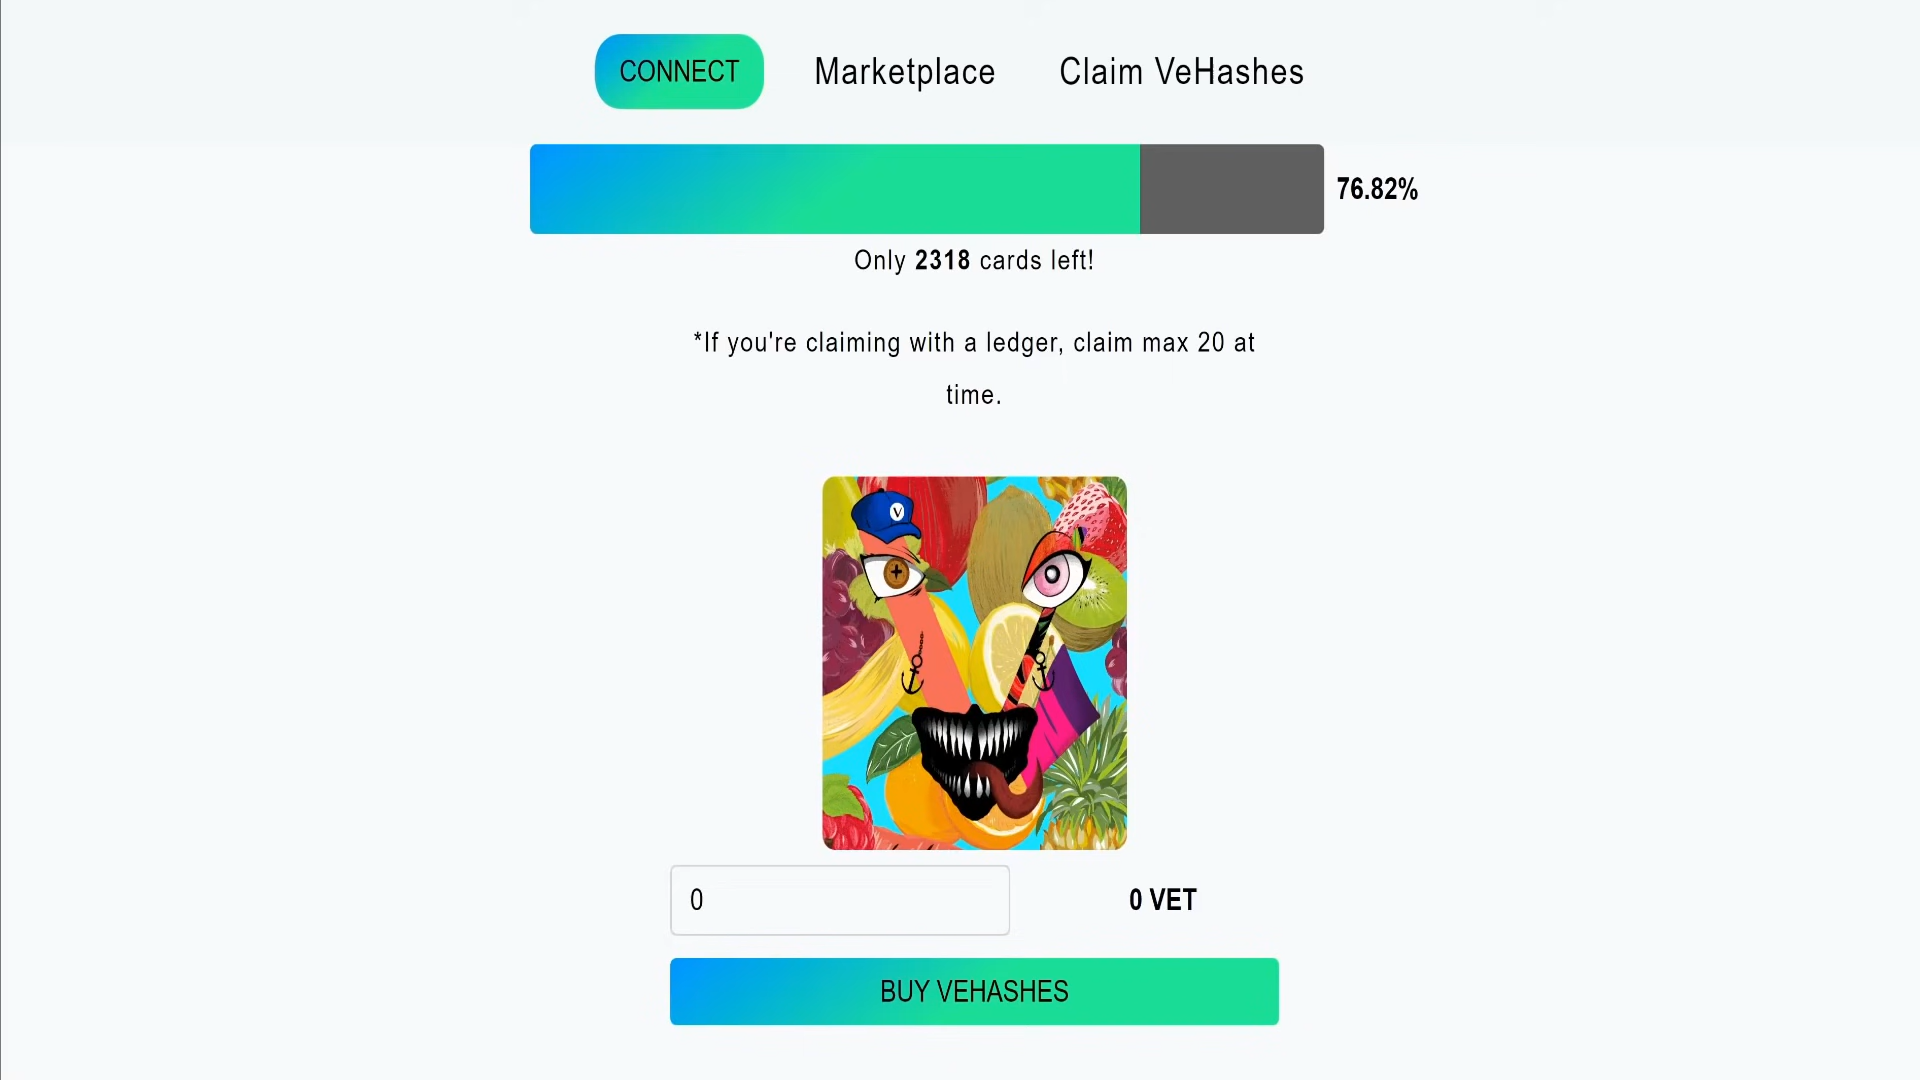 CONNECT Marketplace Claim VeHashes
76.82%
Only 2318 cards left!
*If you're claiming with a ledger, claim max 20 at
time.
V
0 0 VET
BUY VEHASHES